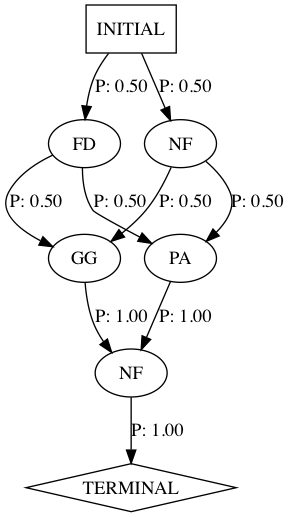 INITIAL
P: 0.50 P: 0.50
FD NF
P: 0.50 P: 0.50 P: 0.50 P: 0.50
GG PA
P: 1.00 P: 1.00
NF
P: 1.00
TERMINAL